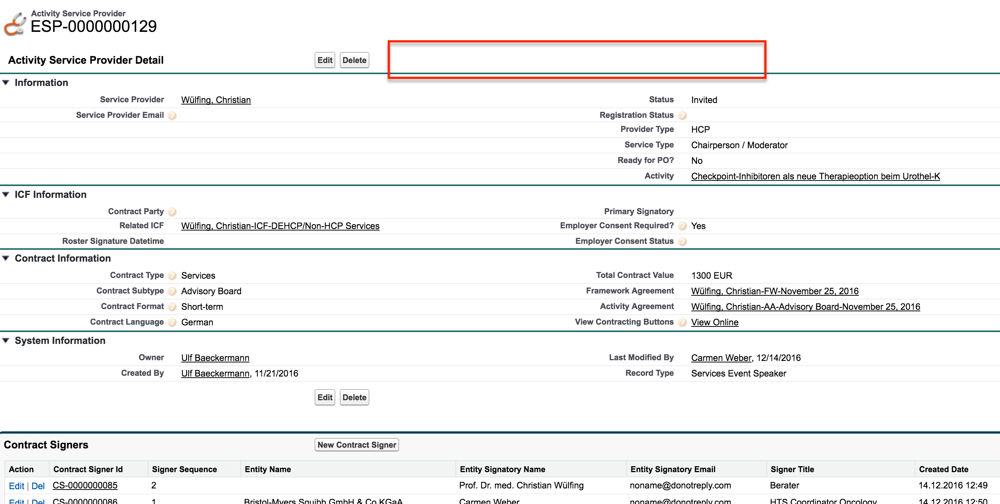 Activity Service Provider
ESP-0000000129
Activity Service Provider Detail Edit Delete
Information
Service Provider Wülfing, Christian Status Invited
Service Provider Email ? Registration Status ?
Provider Type HCP
Service Type Chairperson / Moderator
Ready for PO? No
Activity Checkpoint-Inhibitoren als neue Therapieoption beim Urothel-K
ICF Information
Contract Party ? Primary Signatory
Related ICF Wülfing, Christian-ICF-DEHCP/Non-HCP Services Employer Consent Required? ? Yes
Roster Signature Datetime Employer Consent Status ?
Contract Information
Contract Type ? Services Total Contract Value 1300 EUR
Contract Subtype ? Advisory Board Framework Agreement Wülfing, Christian-FW-November 25, 2016
Contract Format ? Short-term Activity Agreement Wülfing, Christian-AA-Advisory Board-November 25, 2016
Contract Language ? German View Contracting Buttons ? View Online
System Information
Owner Ulf Baeckermann Last Modified By Carmen Weber, 12/14/2016
Created By Ulf Baeckermann, 11/21/2016 Record Type Services Event Speaker
Edit Delete
Contract Signers New Contract Signer
Action Contract Signer Id Signer Sequence Entity Name Entity Signatory Name Entity Signatory Email Signer Title Created Date
Edit | Del CS-0000000085 2 Prof. Dr. med. Christian Wülfing noname@donotreply.com Berater 14.12.2016 12:49
Edit | Del CS-0000000086 1 Bristol-Myers Squibb GmbH & Co.KGaA Carmen Weber noname@donotreply.com HTS Coordinator Oncology 14.12.2016 12:50